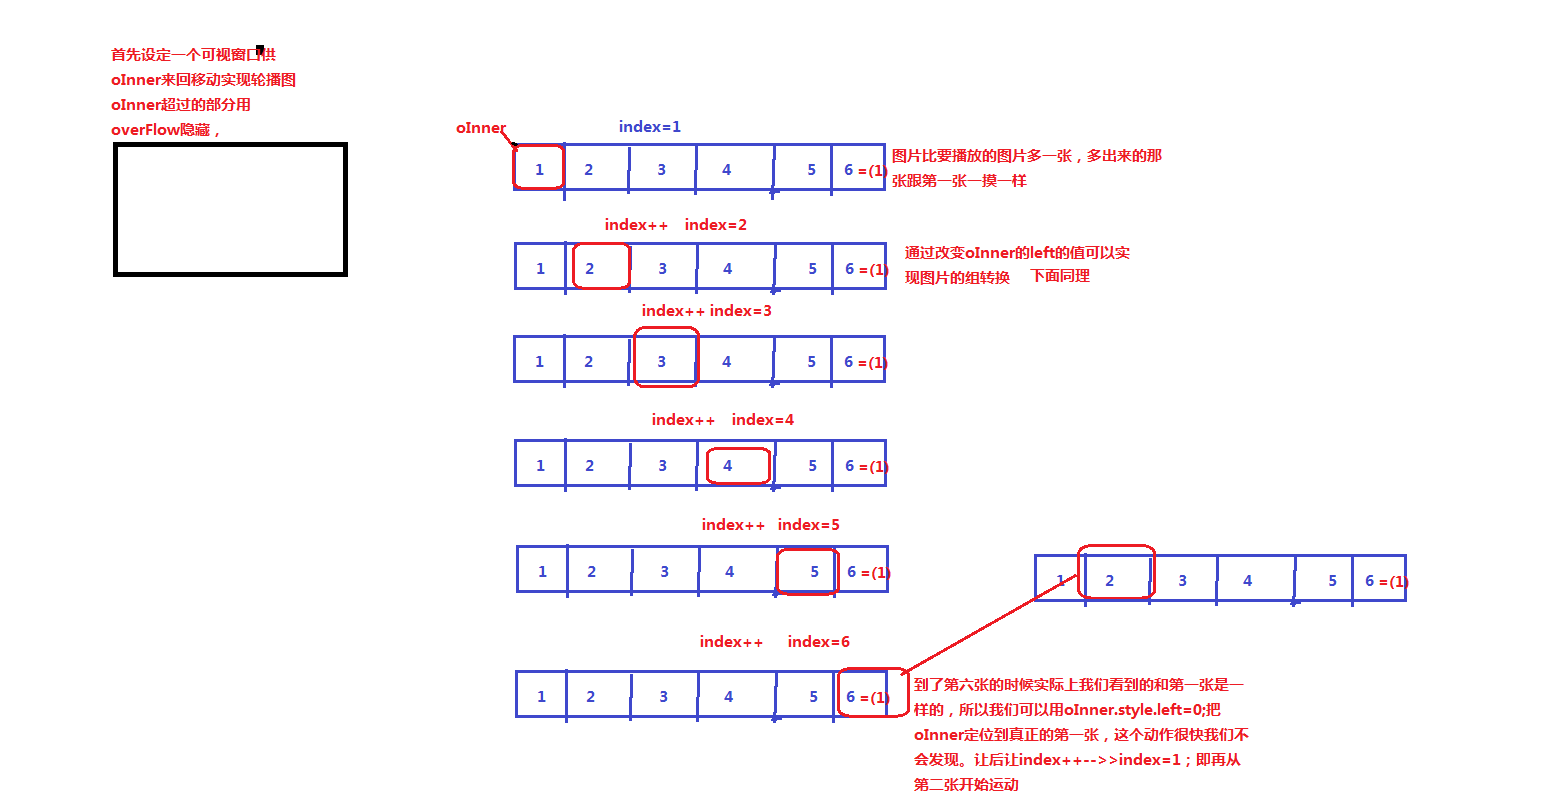 首先设定一个可视窗口供
oInner来回移动实现轮播图
oInner超过的部分用
overFlow隐藏，
oInner
index=1
1 2 3 4 5 6 =(1)
图片比要播放的图片多一张，多出来的那
张跟第一张一摸一样
index++ index=2
1 2 3 4 5 6 =(1)
通过改变oInner的left的值可以实
现图片的组转换 下面同理
index++ index=3
1 2 3 4 5 6 =(1)
index++ index=4
1 2 3 4 5 6 =(1)
index++ index=5
1 2 3 4 5 6 =(1)
1 2 3 4 5 6 =(1)
index++ index=6
1 2 3 4 5 6 =(1)
到了第六张的时候实际上我们看到的和第一张是一
样的，所以我们可以用oInner.style.left=0;把
oInner定位到真正的第一张，这个动作很快我们不
会发现。让后让index++-->>index=1；即再从
第二张开始运动